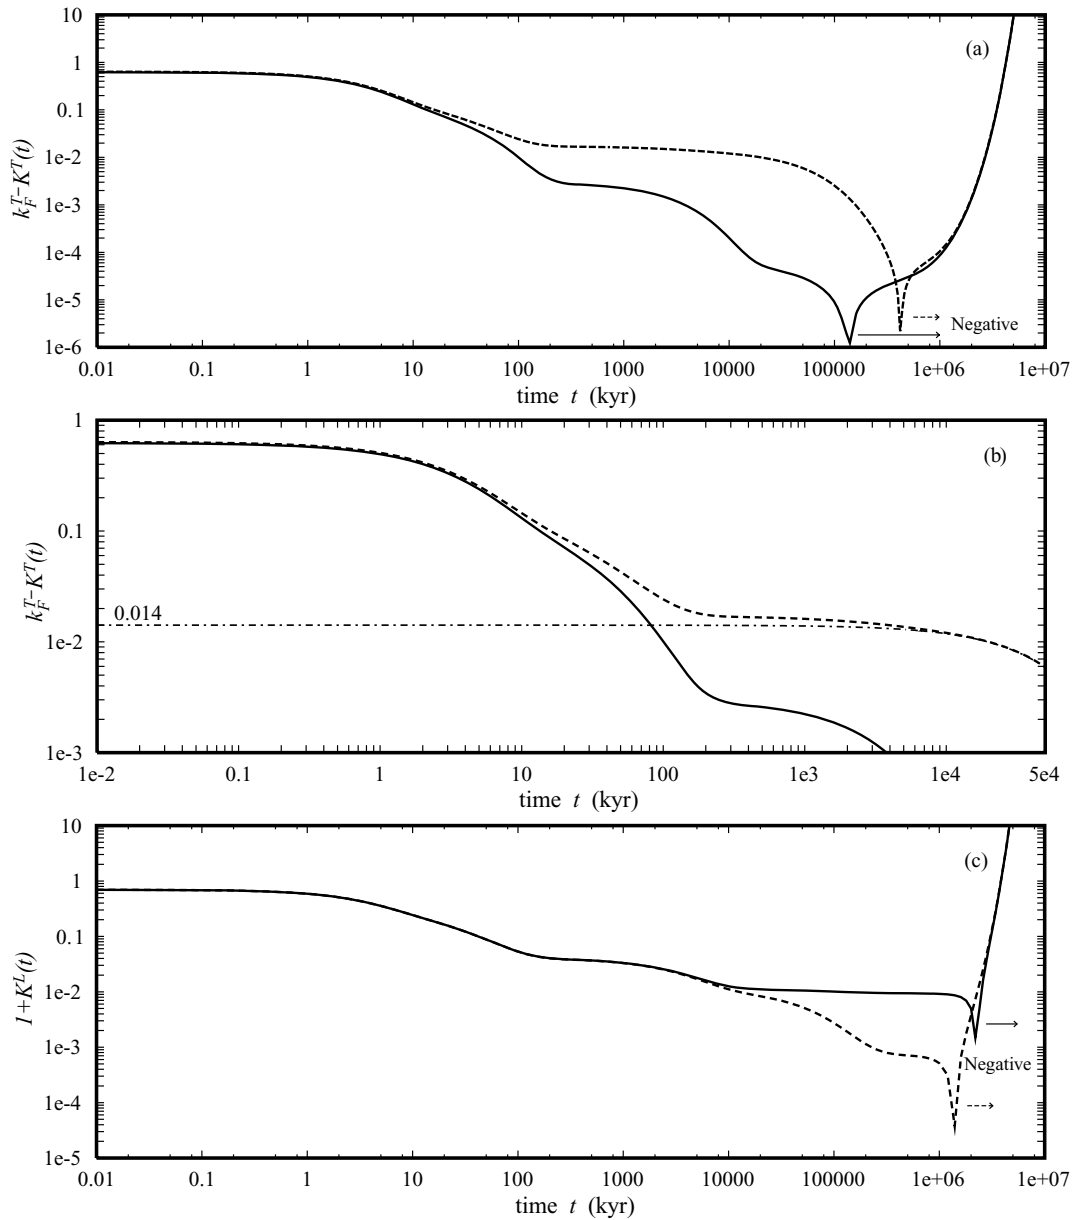 10
(a)
1
0.1
1e-2
1e-3
1e-4
1e-5
1e-6
k_F^T−K^T(t)
Negative
0.01 0.1 1 10 100 1000 10000 100000 1e+06 1e+07
time t (kyr)
1
(b)
0.1
0.014
1e-2
1e-3
k_F^T−K^T(t)
1e-2 0.1 1 10 100 1e+3 1e+4 5e4
time t (kyr)
10
(c)
1
0.1
1e-2
1e-3
1e-4
1e-5
1+K^L(t)
Negative
0.01 0.1 1 10 100 1000 10000 100000 1e+06 1e+07
time t (kyr)